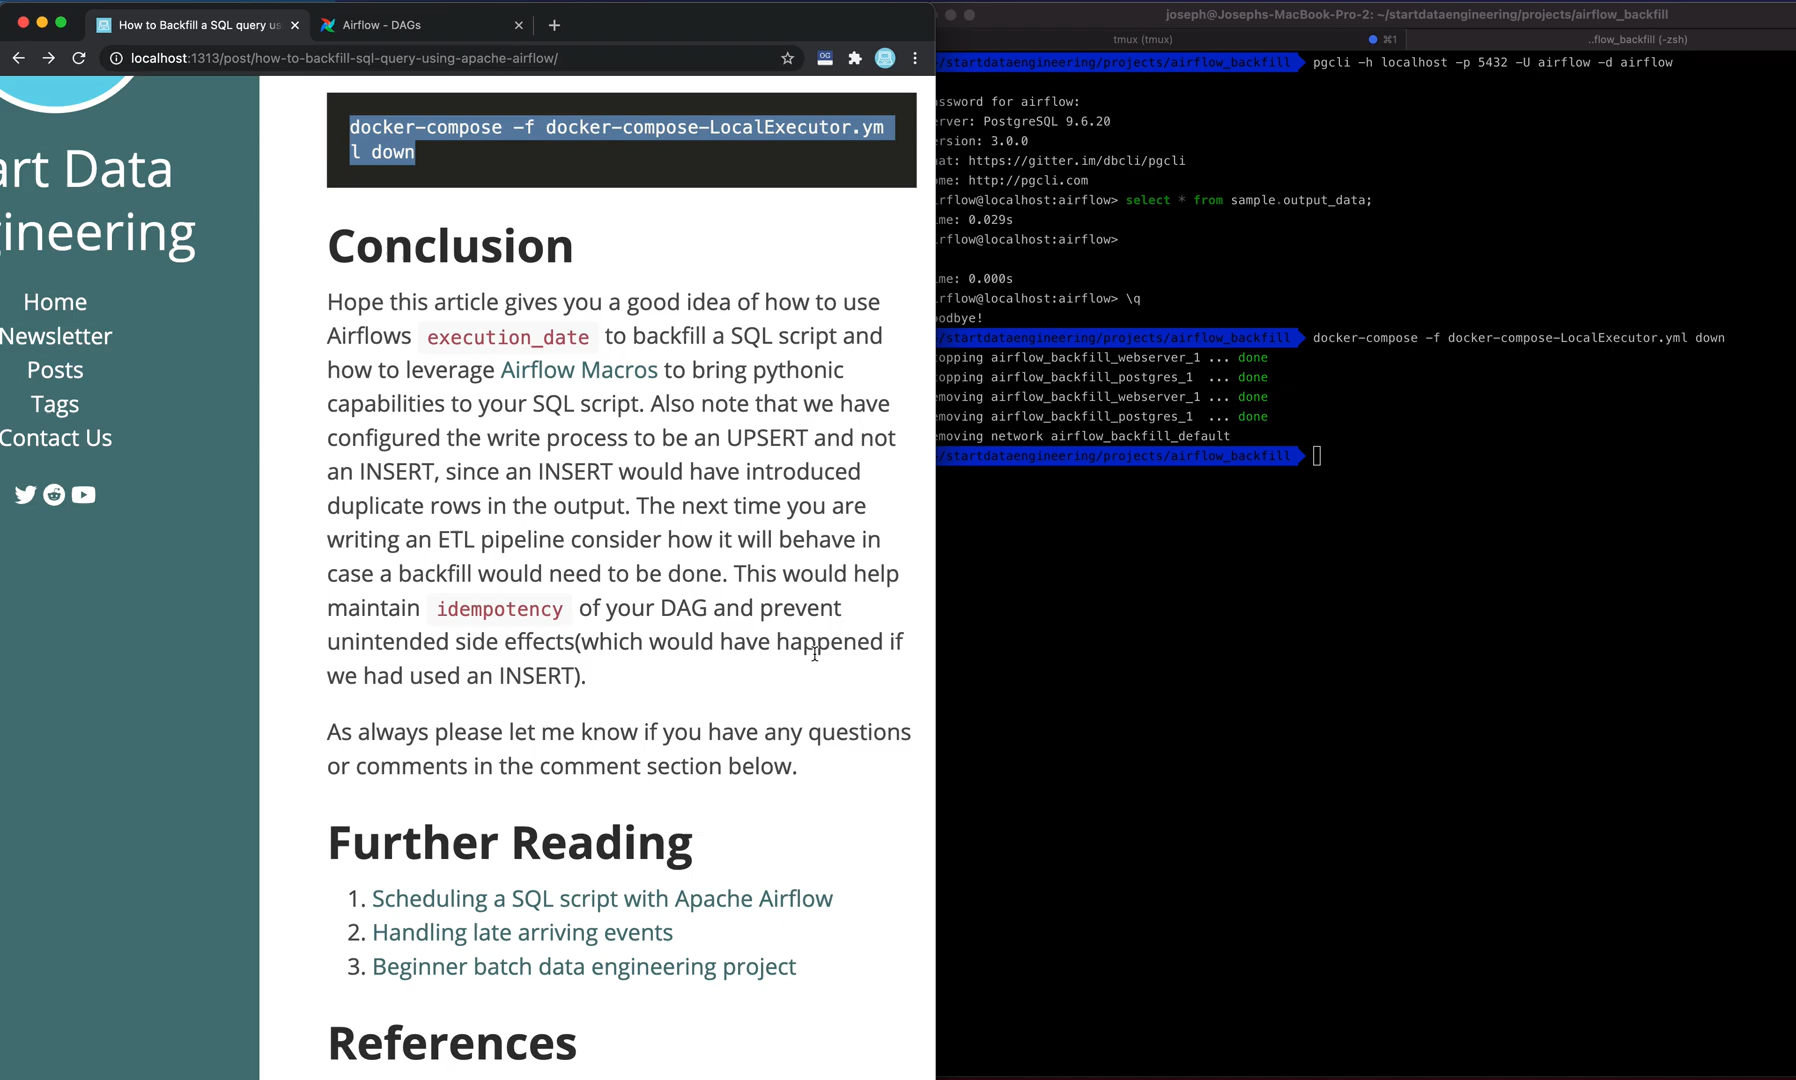 How to Backfill a SQL query us
Airflow - DAGs
localhost:1313/post/how-to-backfill-sql-query-using-apache-airflow/
art Data
gineering
Home
Newsletter
Posts
Tags
Contact Us
docker-compose -f docker-compose-LocalExecutor.ym
l down
Conclusion
Hope this article gives you a good idea of how to use
Airflows execution_date to backfill a SQL script and
how to leverage Airflow Macros to bring pythonic
capabilities to your SQL script. Also note that we have
configured the write process to be an UPSERT and not
an INSERT, since an INSERT would have introduced
duplicate rows in the output. The next time you are
writing an ETL pipeline consider how it will behave in
case a backfill would need to be done. This would help
maintain idempotency of your DAG and prevent
unintended side effects(which would have happened if
we had used an INSERT).
As always please let me know if you have any questions
or comments in the comment section below.
Further Reading
1. Scheduling a SQL script with Apache Airflow
2. Handling late arriving events
3. Beginner batch data engineering project
References
joseph@Josephs-MacBook-Pro-2: ~/startdataengineering/projects/airflow_backfill
tmux (tmux)
⌘1
..flow_backfill (-zsh)
/startdataengineering/projects/airflow_backfill pgcli -h localhost -p 5432 -U airflow -d airflow
ssword for airflow:
rver: PostgreSQL 9.6.20
rsion: 3.0.0
at: https://gitter.im/dbcli/pgcli
me: http://pgcli.com
rflow@localhost:airflow> select * from sample.output_data;
me: 0.029s
rflow@localhost:airflow>
me: 0.000s
rflow@localhost:airflow> \q
odbye!
/startdataengineering/projects/airflow_backfill docker-compose -f docker-compose-LocalExecutor.yml down
opping airflow_backfill_webserver_1 ... done
opping airflow_backfill_postgres_1 ... done
moving airflow_backfill_webserver_1 ... done
moving airflow_backfill_postgres_1 ... done
moving network airflow_backfill_default
/startdataengineering/projects/airflow_backfill